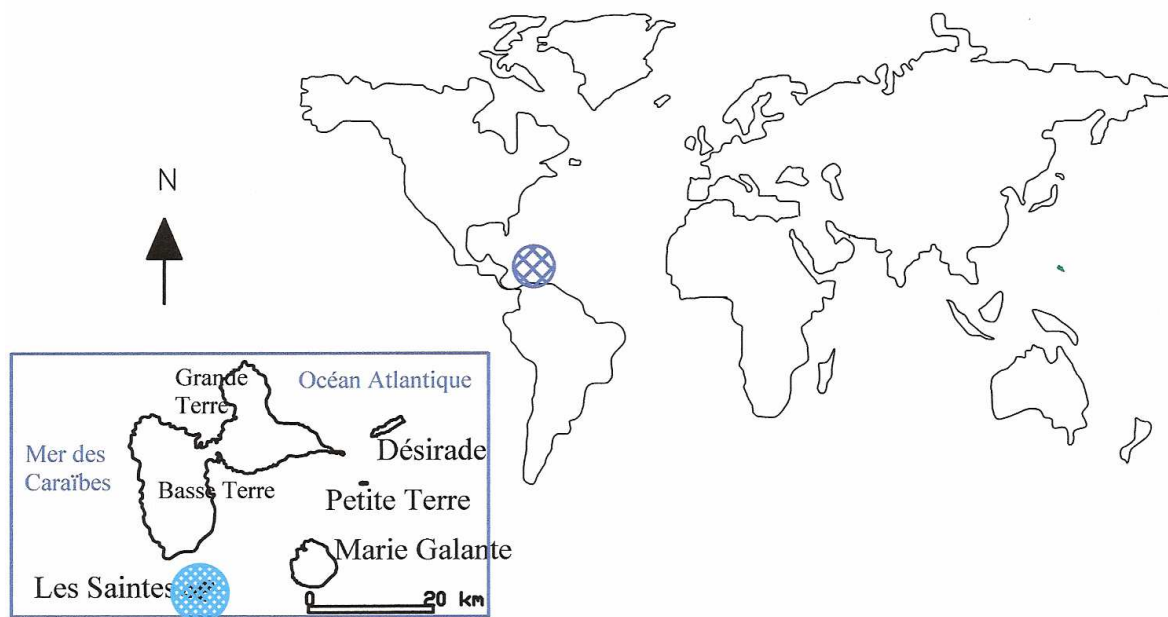 N
Grande
Terre
Océan Atlantique
Mer des
Caraïbes
Désirade
Basse Terre
Petite Terre
Marie Galante
Les Saintes
0 20 km